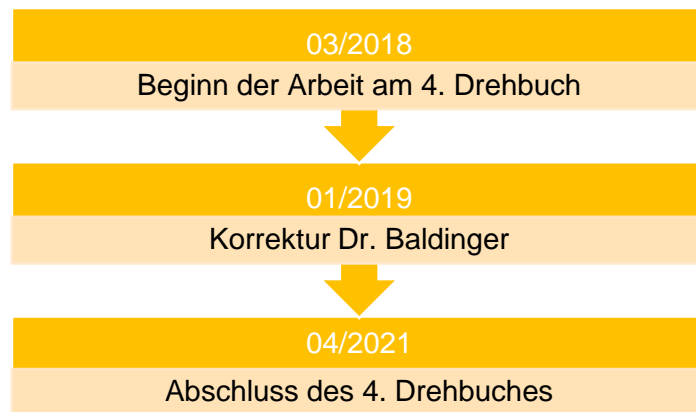 03/2018
Beginn der Arbeit am 4. Drehbuch
01/2019
Korrektur Dr. Baldinger
04/2021
Abschluss des 4. Drehbuches